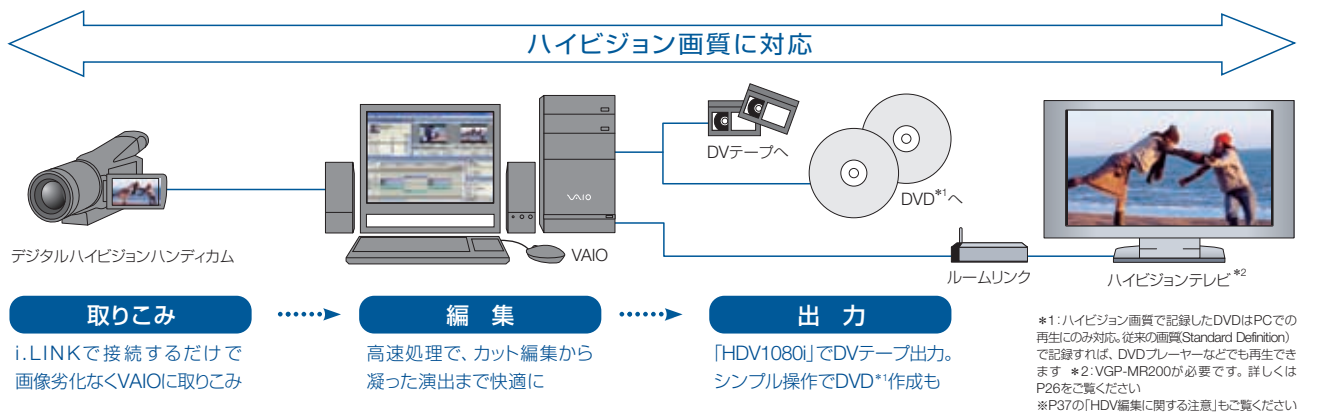 ハイビジョン画質に対応
DVテープへ
DVD*1へ
VAIO
デジタルハイビジョンハンディカム
VAIO
ルームリンク
ハイビジョンテレビ*2
取りこみ
編 集
出 力
i.LINKで接続するだけで
画像劣化なくVAIOに取りこみ
高速処理で、カット編集から
凝った演出まで快適に
「HDV1080i」でDVテープ出力。
シンプル操作でDVD*1作成も
*1:ハイビジョン画質で記録したDVDはPCでの
再生にのみ対応。従来の画質(Standard Definition)
で記録すれば、DVDプレーヤーなどでも再生でき
ます *2:VGP-MR200が必要です。詳しくは
P26をご覧ください
※P37の「HDV編集に関する注意」もご覧ください